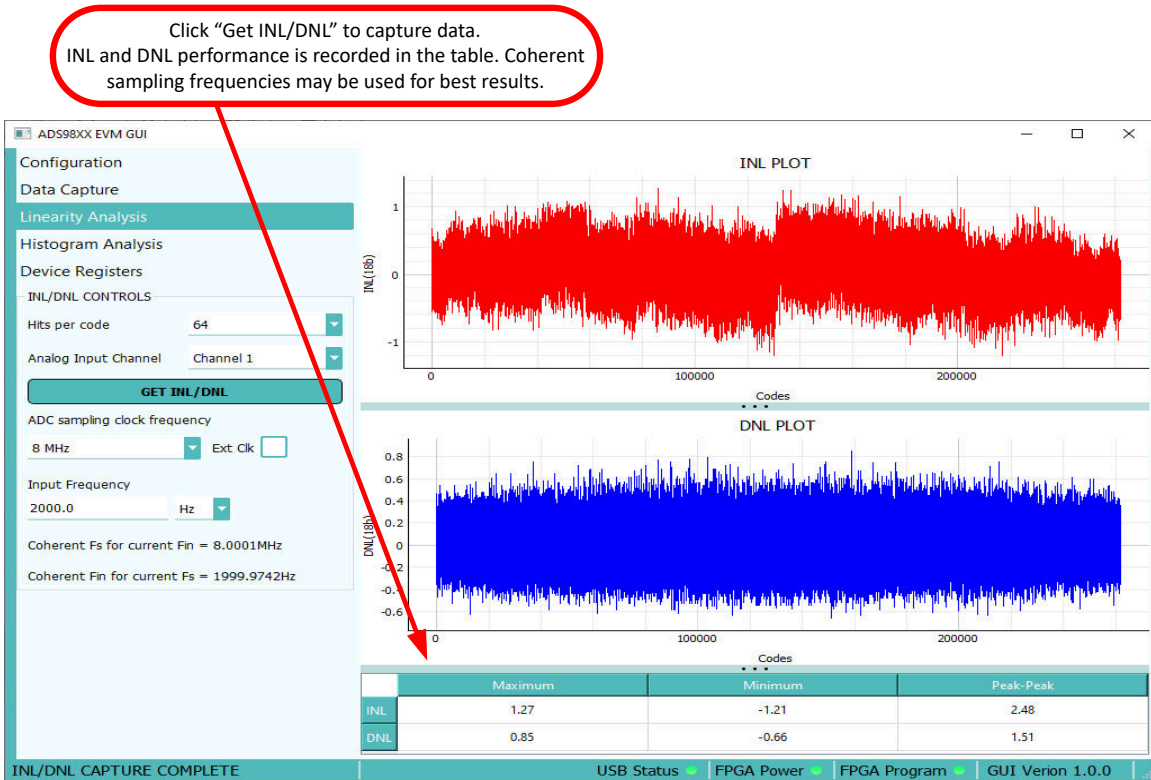 Click “Get INL/DNL” to capture data.
INL and DNL performance is recorded in the table. Coherent
sampling frequencies may be used for best results.
ADS98XX EVM GUI
Configuration
Data Capture
Linearity Analysis
Histogram Analysis
Device Registers
INL/DNL CONTROLS
Hits per code 64
Analog Input Channel Channel 1
GET INL/DNL
ADC sampling clock frequency
8 MHz Ext Clk
Input Frequency
2000.0 Hz
Coherent Fs for current Fin = 8.0001MHz
Coherent Fin for current Fs = 1999.9742Hz
INL PLOT
INL(18b)
1
0
-1
0 100000 200000
Codes
DNL PLOT
DNL(18b)
0.8
0.6
0.4
0.2
0
-0.2
-0.4
-0.6
0 100000 200000
Codes
Maximum Minimum Peak-Peak
INL 1.27 -1.21 2.48
DNL 0.85 -0.66 1.51
INL/DNL CAPTURE COMPLETE USB Status FPGA Power FPGA Program GUI Verion 1.0.0